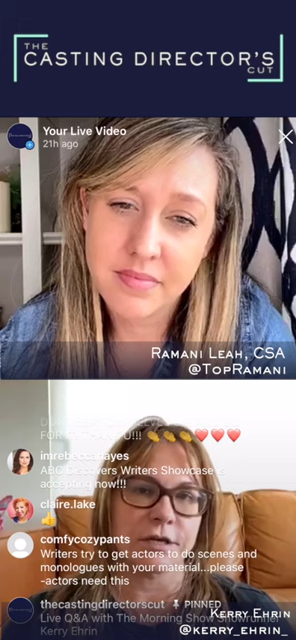 THE
CASTING DIRECTOR'S
CUT
Your Live Video
21h ago
RAMANI LEAH, CSA
@TOPRAMANI
FOR
U!!! 👏👏👏❤️❤️❤️
imrebeccahayes
ABC Discovers Writers Showcase
accepting now!!!
claire.lake
👍
comfycozypants
Writers try to get actors to do scenes and
monologues with your material...please
-actors need this
thecastingdirectorscut PINNED
Live Q&A with The Morning Show Showrunner
Kerry Ehrin
KERRY EHRIN
@KERRY_EHRIN_